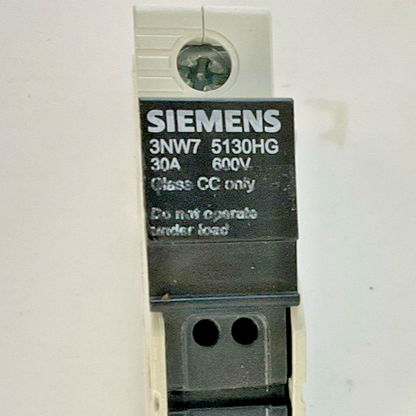 SIEMENS
3NW7 5130HG
30A 600V
Class CC only
Do not operate
under load